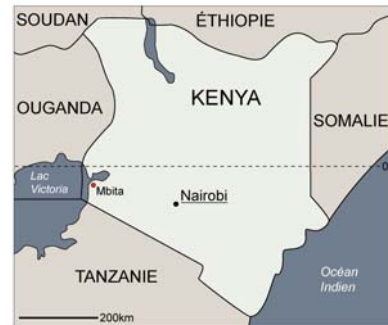 SOUDAN
ÉTHIOPIE
KENYA
OUGANDA
SOMALIE
0
Lac
Victoria
Mbita
Nairobi
TANZANIE
Océan
Indien
200km